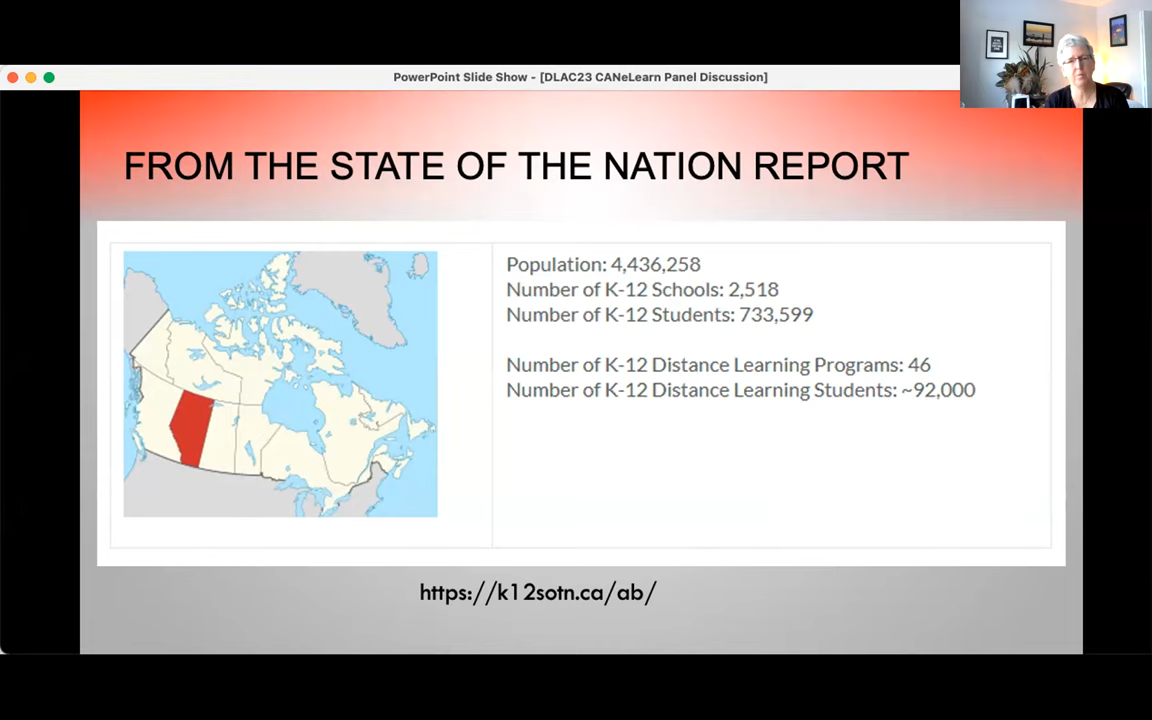 PowerPoint Slide Show - [DLAC23 CANeLearn Panel Discussion]
FROM THE STATE OF THE NATION REPORT
Population: 4,436,258
Number of K-12 Schools: 2,518
Number of K-12 Students: 733,599
Number of K-12 Distance Learning Programs: 46
Number of K-12 Distance Learning Students: ~92,000
https://k12sotn.ca/ab/